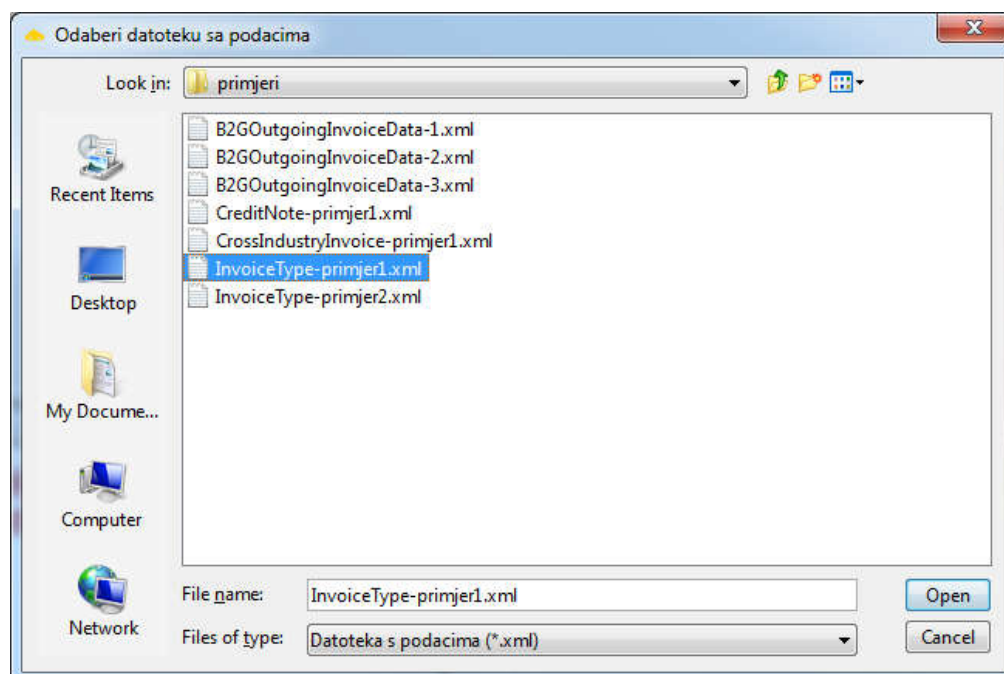 Odaberi datoteku sa podacima
Look in: primjeri
B2GOutgoingInvoiceData-1.xml
B2GOutgoingInvoiceData-2.xml
B2GOutgoingInvoiceData-3.xml
CreditNote-primjer1.xml
CrossIndustryInvoice-primjer1.xml
InvoiceType-primjer1.xml
InvoiceType-primjer2.xml
Recent Items
Desktop
My Docume...
Computer
Network
File name: InvoiceType-primjer1.xml
Open
Files of type: Datoteka s podacima (*.xml)
Cancel